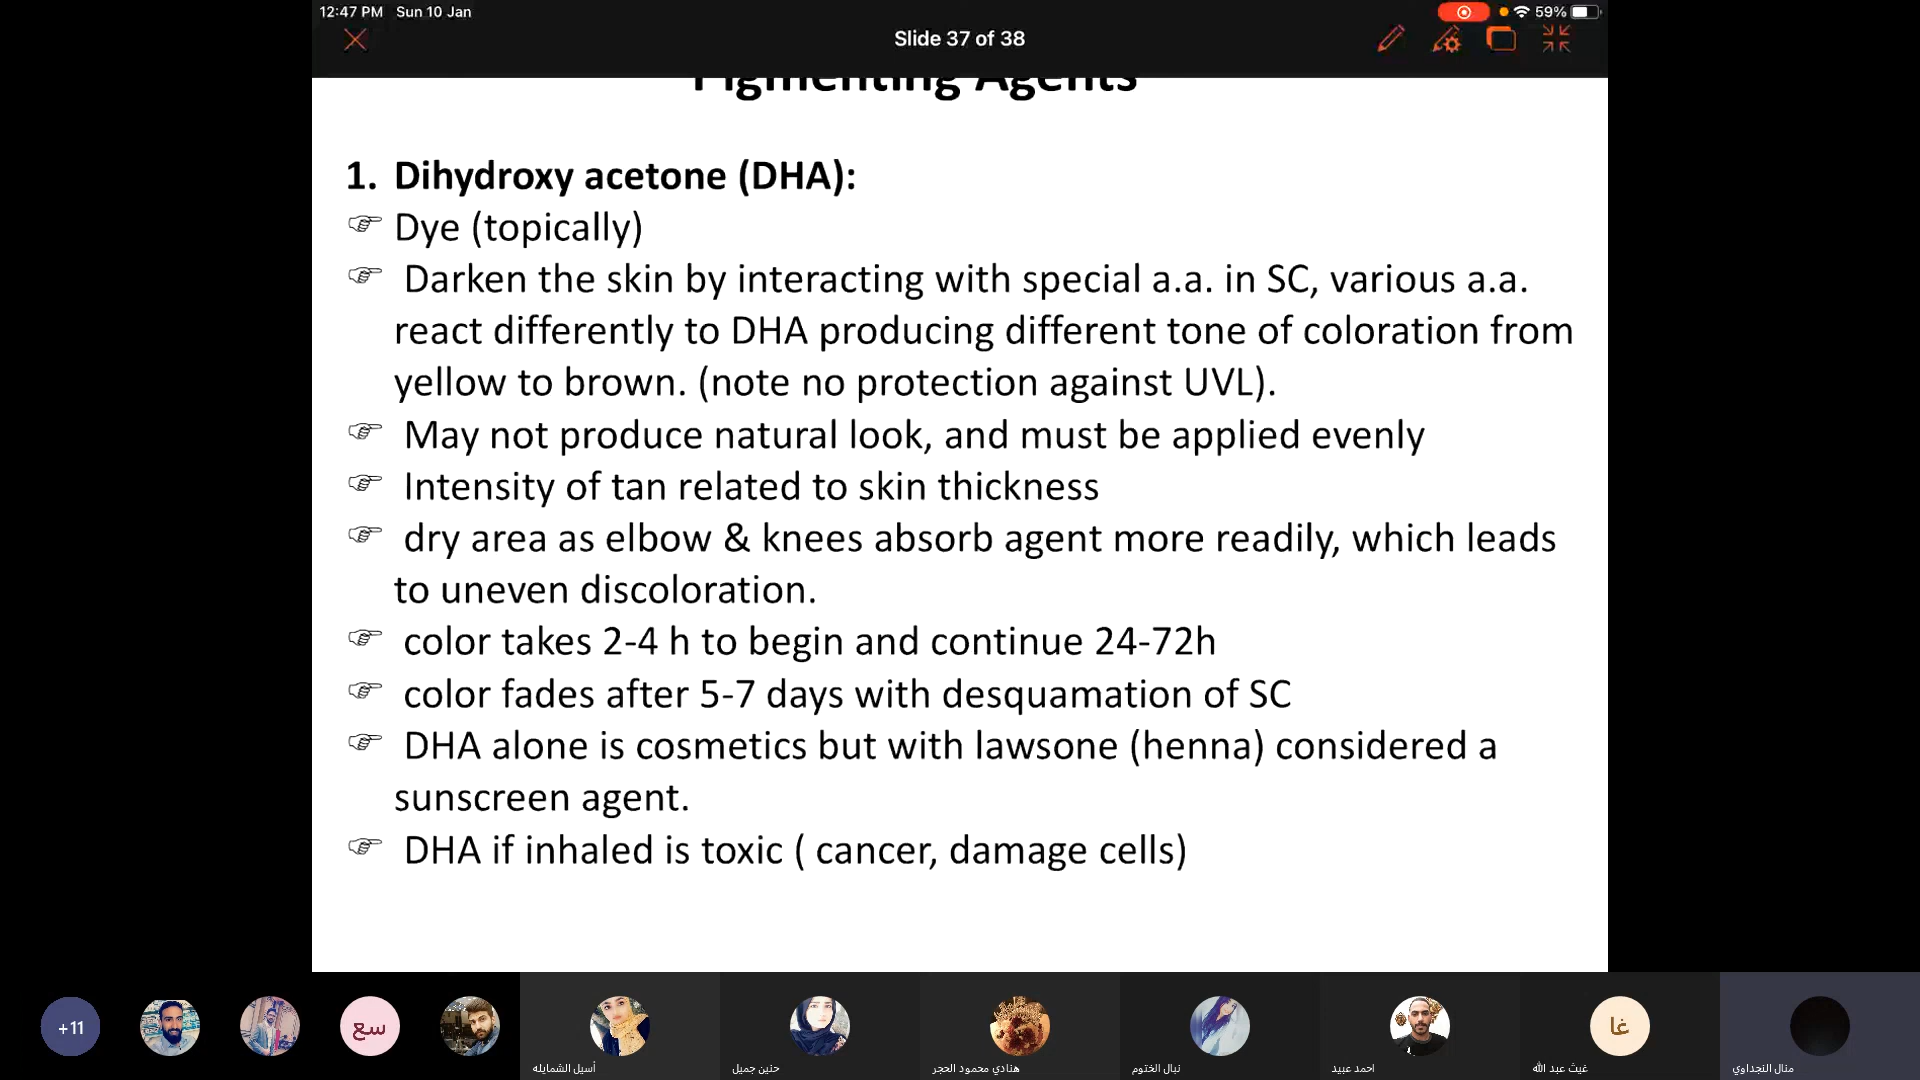 12:47 PM Sun 10 Jan
59%
Slide 37 of 38
Pigmenting Agents
1. Dihydroxy acetone (DHA):
☞ Dye (topically)
☞ Darken the skin by interacting with special a.a. in SC, various a.a.
react differently to DHA producing different tone of coloration from
yellow to brown. (note no protection against UVL).
☞ May not produce natural look, and must be applied evenly
☞ Intensity of tan related to skin thickness
☞ dry area as elbow & knees absorb agent more readily, which leads
to uneven discoloration.
☞ color takes 2-4 h to begin and continue 24-72h
☞ color fades after 5-7 days with desquamation of SC
☞ DHA alone is cosmetics but with lawsone (henna) considered a
sunscreen agent.
☞ DHA if inhaled is toxic ( cancer, damage cells)
+11
سع
غا
أسيل الشمايله
حنين جميل
هنادي محمود الحجر
نبال الختوم
احمد عبيد
غيث عبد الله
منال النجداوي